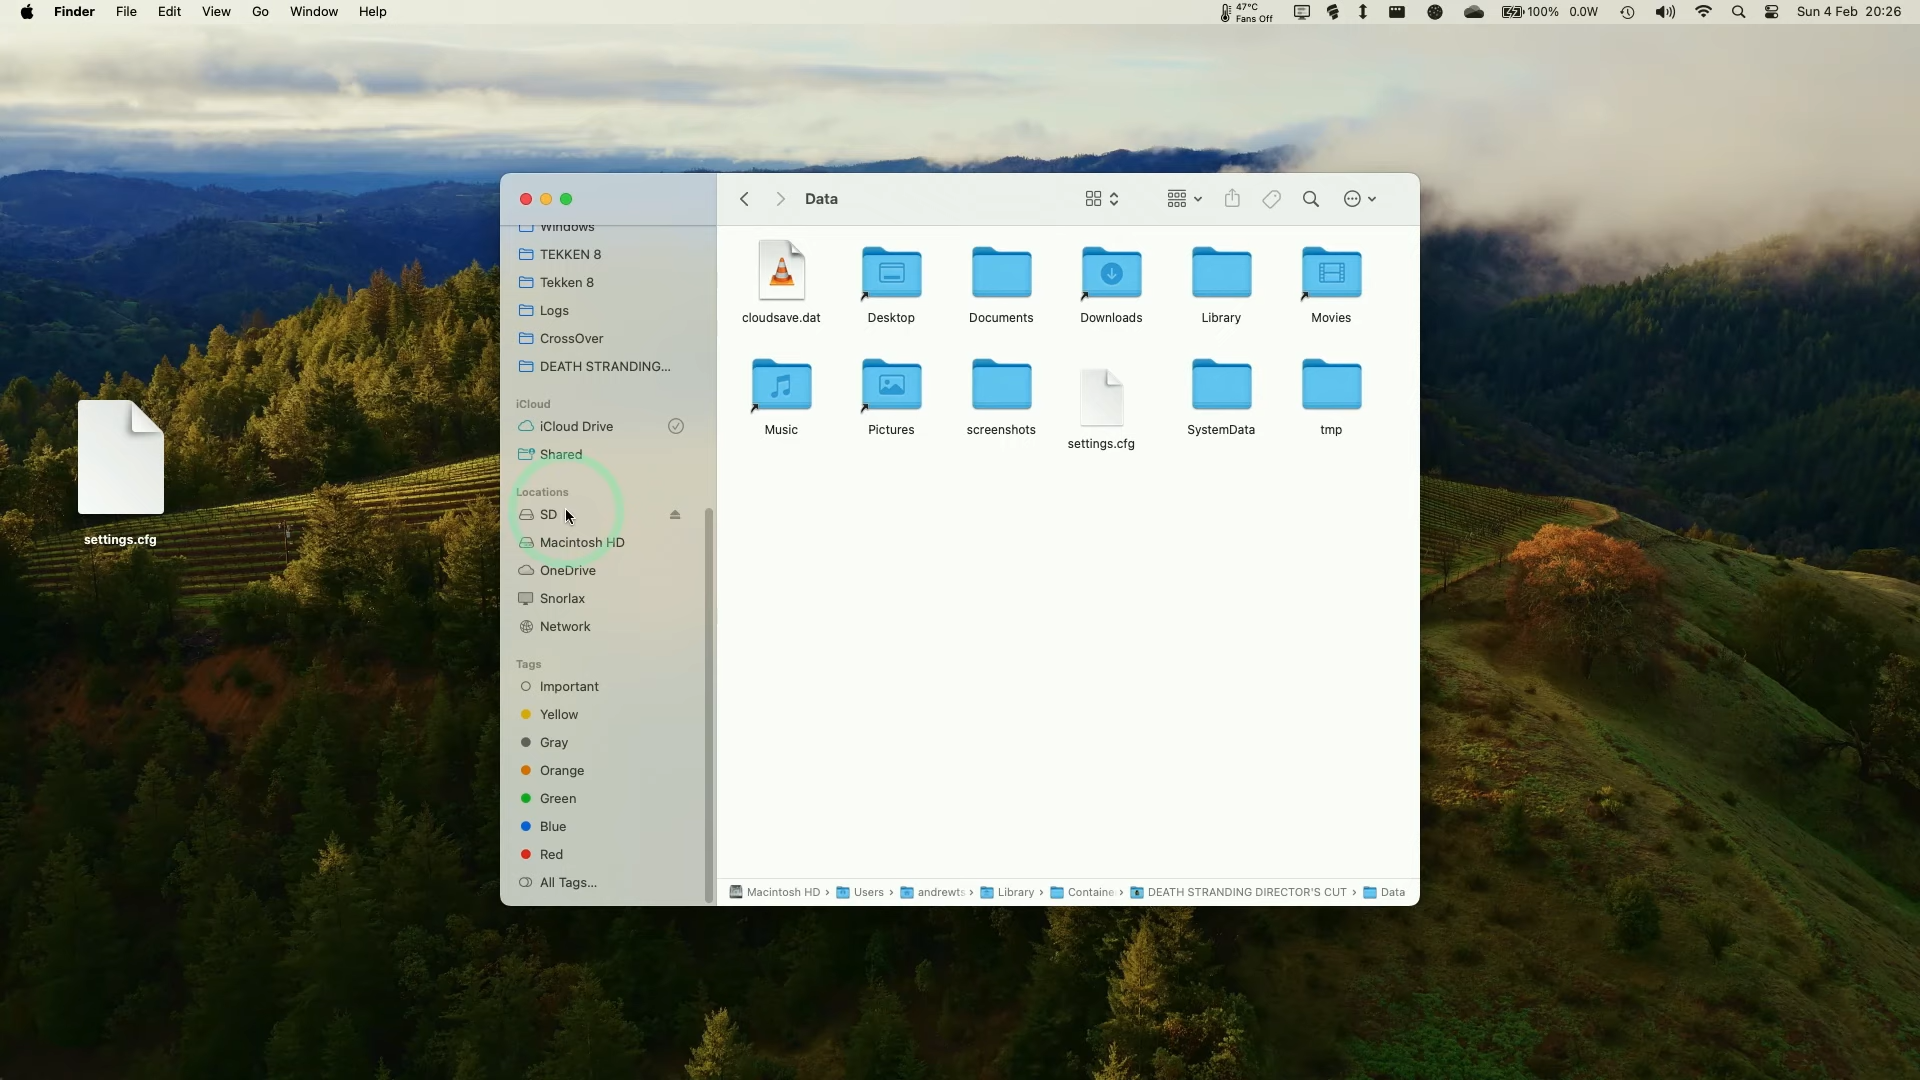 Finder File Edit View Go Window Help
47°C
Fans Off
100% 0.0W
Sun 4 Feb 20:26
settings.cfg
Windows
TEKKEN 8
Tekken 8
Logs
CrossOver
DEATH STRANDING...
iCloud
iCloud Drive
Shared
Locations
SD
Macintosh HD
OneDrive
Snorlax
Network
Tags
Important
Yellow
Gray
Orange
Green
Blue
Red
All Tags...
Data
cloudsave.dat Desktop Documents Downloads Library Movies
Music Pictures screenshots settings.cfg SystemData tmp
Macintosh HD › Users › andrewts › Library › Containe › DEATH STRANDING DIRECTOR'S CUT › Data